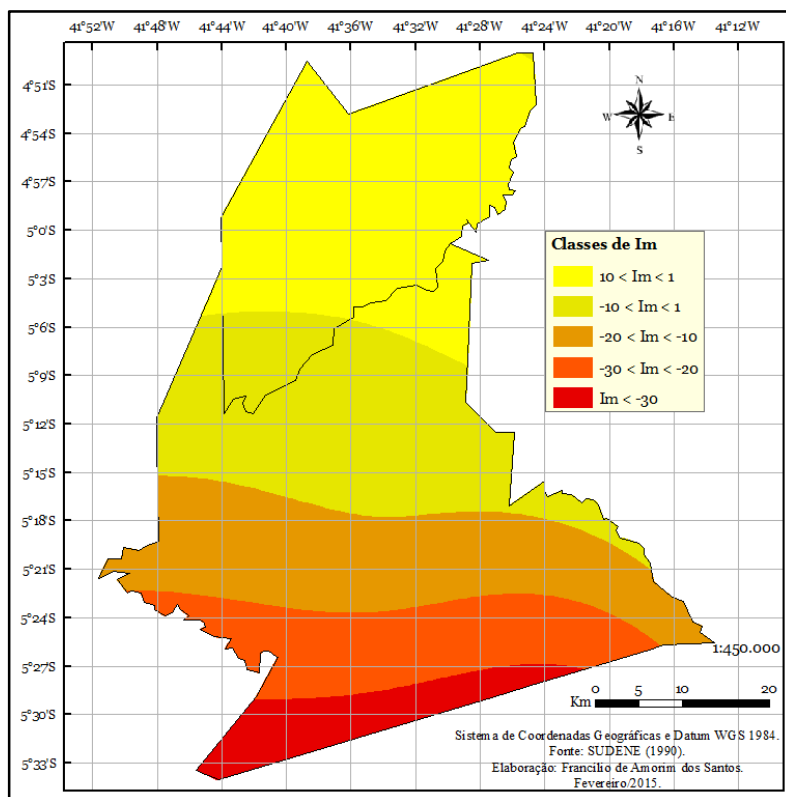 41°52'W 41°48'W 41°44'W 41°40'W 41°36'W 41°32'W 41°28'W 41°24'W 41°20'W 41°16'W 41°12'W
4°51'S
4°54'S
4°57'S
5°0'S
5°3'S
5°6'S
5°9'S
5°12'S
5°15'S
5°18'S
5°21'S
5°24'S
5°27'S
5°30'S
5°33'S
N
W E
S
Classes de Im
10 < Im < 1
-10 < Im < 1
-20 < Im < -10
-30 < Im < -20
Im < -30
1:450.000
Km 0 5 10 20
Sistema de Coordenadas Geográficas e Datum WGS 1984.
Fonte: SUDENE (1990).
Elaboração: Francílio de Amorim dos Santos.
Fevereiro/2015.